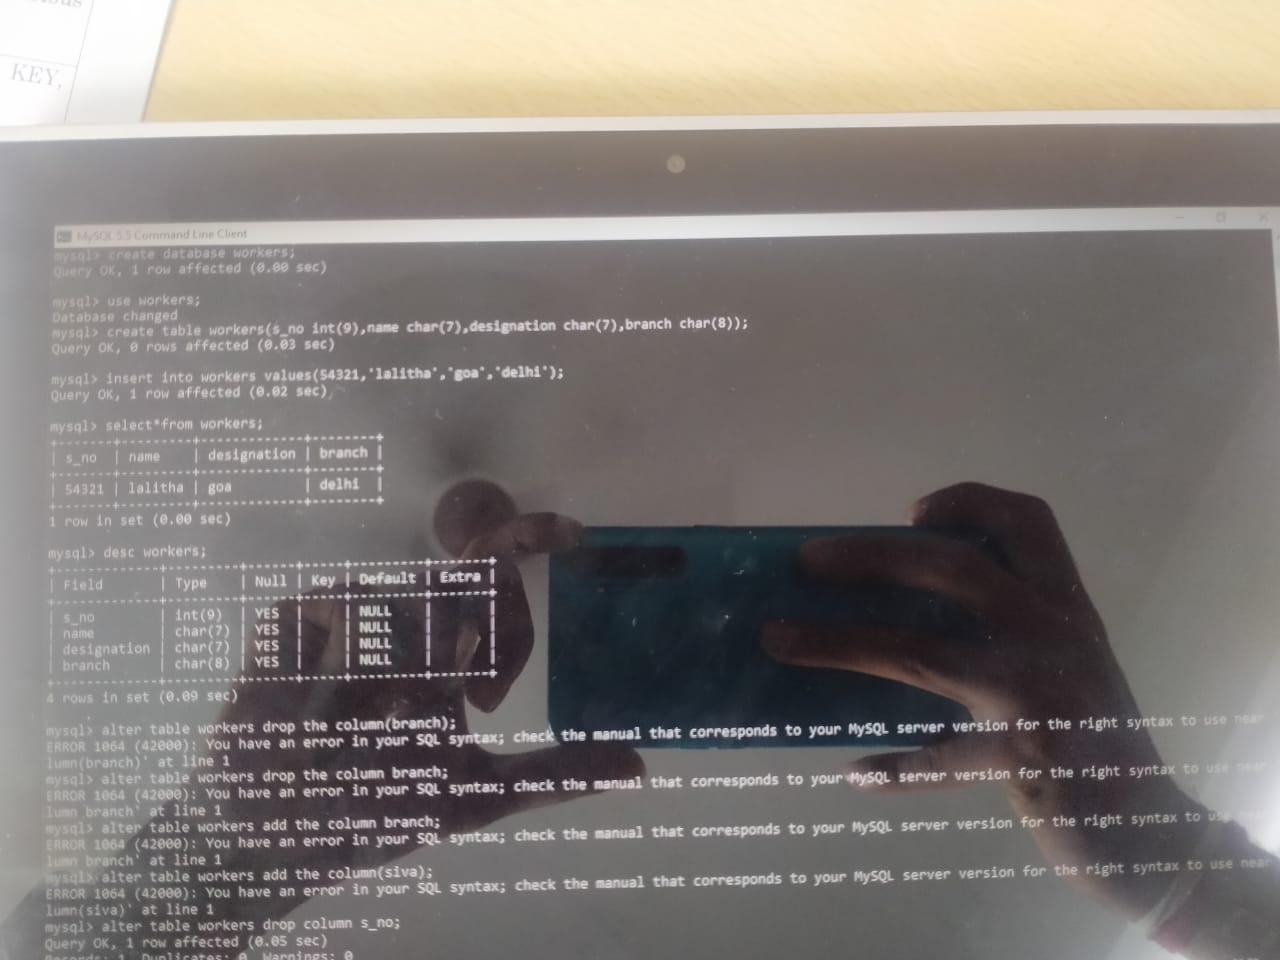 KEY,
MySQL 5.5 Command Line Client
mysql> create database workers;
Query OK, 1 row affected (0.00 sec)
mysql> use workers;
Database changed
mysql> create table workers(s_no int(9),name char(7),designation char(7),branch char(8));
Query OK, 0 rows affected (0.03 sec)
mysql> insert into workers values(54321,'lalitha','goa','delhi');
Query OK, 1 row affected (0.02 sec)
mysql> select*from workers;
+-------+---------+-------------+--------+
| s_no | name | designation | branch |
+-------+---------+-------------+--------+
| 54321 | lalitha | goa | delhi |
+-------+---------+-------------+--------+
1 row in set (0.00 sec)
mysql> desc workers;
+-------------+---------+------+-----+---------+-------+
| Field | Type | Null | Key | Default | Extra |
+-------------+---------+------+-----+---------+-------+
| s_no | int(9) | YES | | NULL | |
| name | char(7) | YES | | NULL | |
| designation | char(7) | YES | | NULL | |
| branch | char(8) | YES | | NULL | |
+-------------+---------+------+-----+---------+-------+
4 rows in set (0.09 sec)
mysql> alter table workers drop the column(branch);
ERROR 1064 (42000): You have an error in your SQL syntax; check the manual that corresponds to your MySQL server version for the right syntax to use near
lumn(branch)' at line 1
mysql> alter table workers drop the column branch;
ERROR 1064 (42000): You have an error in your SQL syntax; check the manual that corresponds to your MySQL server version for the right syntax to use near
lumn branch' at line 1
mysql> alter table workers add the column branch;
ERROR 1064 (42000): You have an error in your SQL syntax; check the manual that corresponds to your MySQL server version for the right syntax to use near
lumn branch' at line 1
mysql> alter table workers add the column(siva);
ERROR 1064 (42000): You have an error in your SQL syntax; check the manual that corresponds to your MySQL server version for the right syntax to use near
lumn(siva)' at line 1
mysql> alter table workers drop column s_no;
Query OK, 1 row affected (0.05 sec)
Records: 1 Duplicates: 0 Warnings: 0